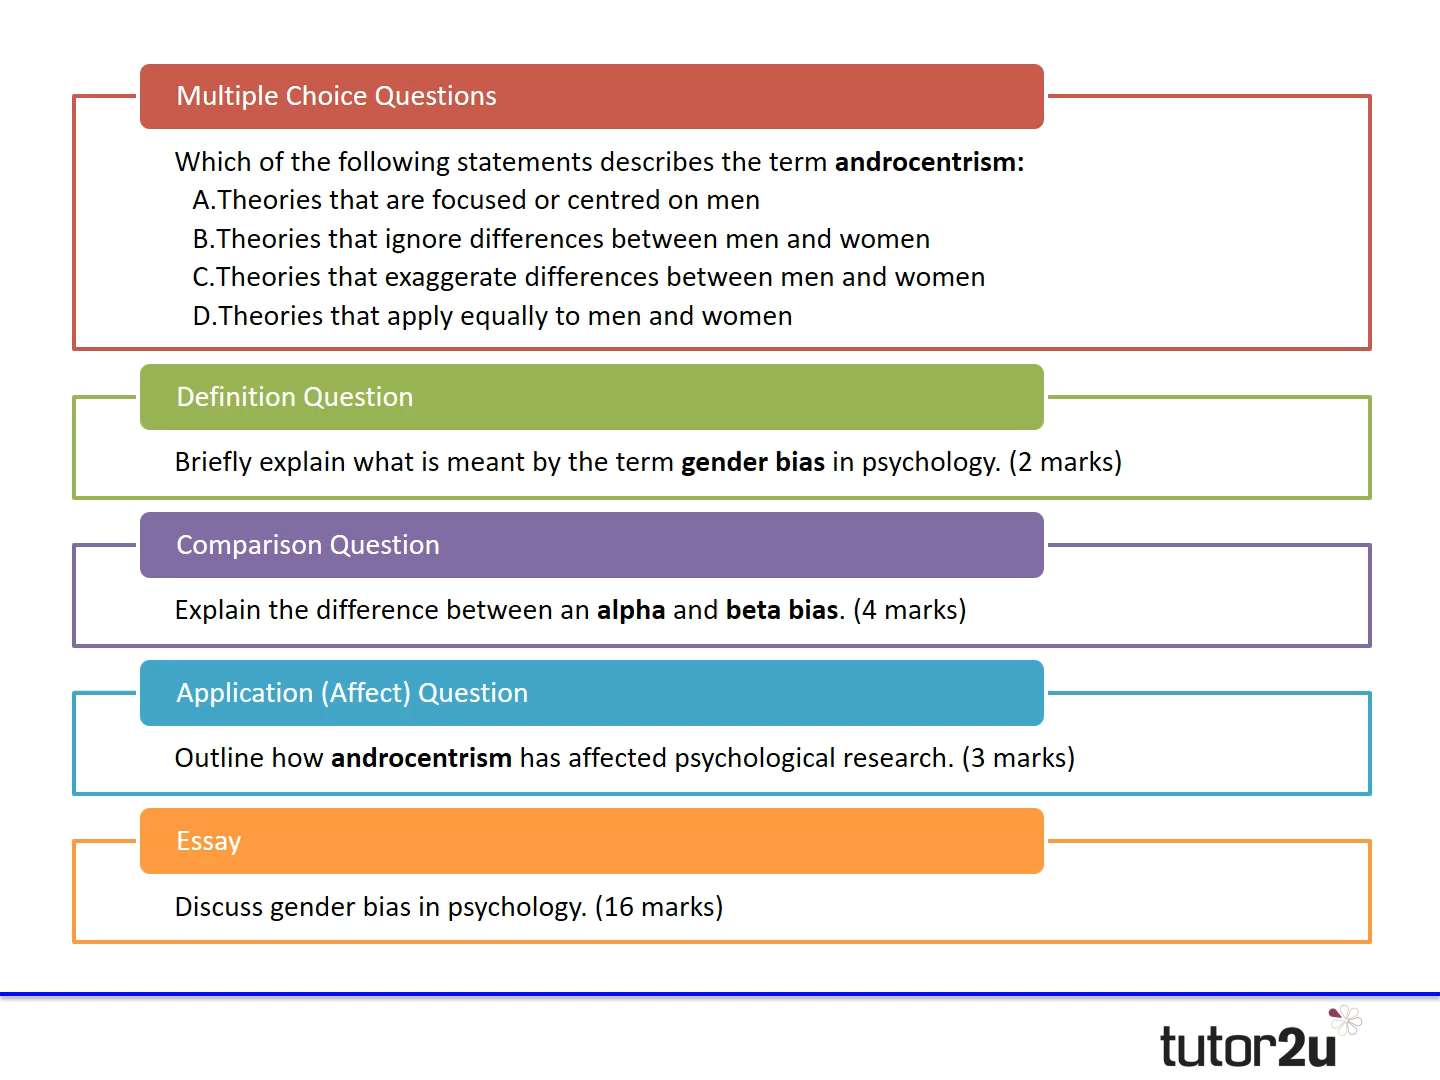 Multiple Choice Questions
Which of the following statements describes the term androcentrism:
A.Theories that are focused or centred on men
B.Theories that ignore differences between men and women
C.Theories that exaggerate differences between men and women
D.Theories that apply equally to men and women
Definition Question
Briefly explain what is meant by the term gender bias in psychology. (2 marks)
Comparison Question
Explain the difference between an alpha and beta bias. (4 marks)
Application (Affect) Question
Outline how androcentrism has affected psychological research. (3 marks)
Essay
Discuss gender bias in psychology. (16 marks)
tutor2u